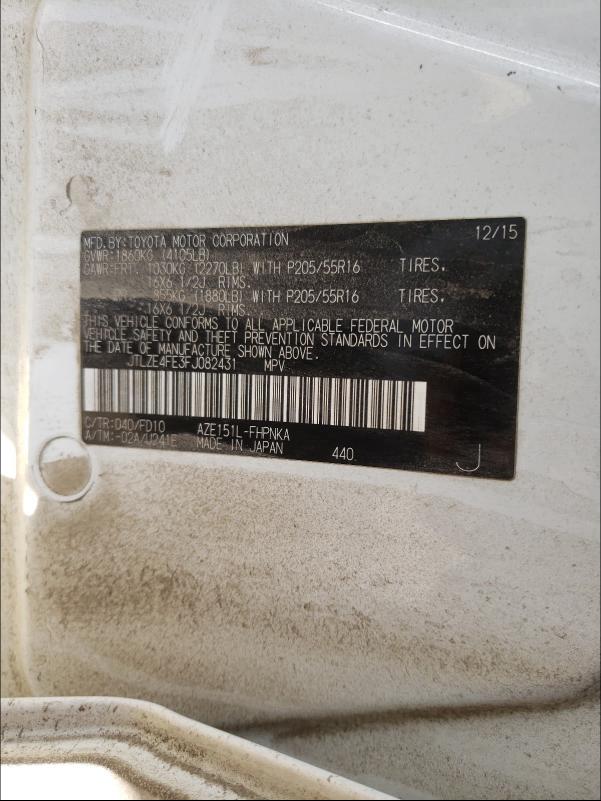 MFD.BY:TOYOTA MOTOR CORPORATION 12/15
GVWR:1860KG (4105LB)
GAWR:FRT. 1030KG (2270LB) WITH P205/55R16 TIRES,
16X6 1/2J RIMS.
855KG (1880LB) WITH P205/55R16 TIRES,
16X6 1/2J RIMS.
THIS VEHICLE CONFORMS TO ALL APPLICABLE FEDERAL MOTOR
VEHICLE SAFETY AND THEFT PREVENTION STANDARDS IN EFFECT ON
THE DATE OF MANUFACTURE SHOWN ABOVE.
JTLZE4FE3FJ082431 MPV
C/TR:040/FD10 AZE151L-FHPNKA
A/TM:-02A/U241E MADE IN JAPAN 440 J